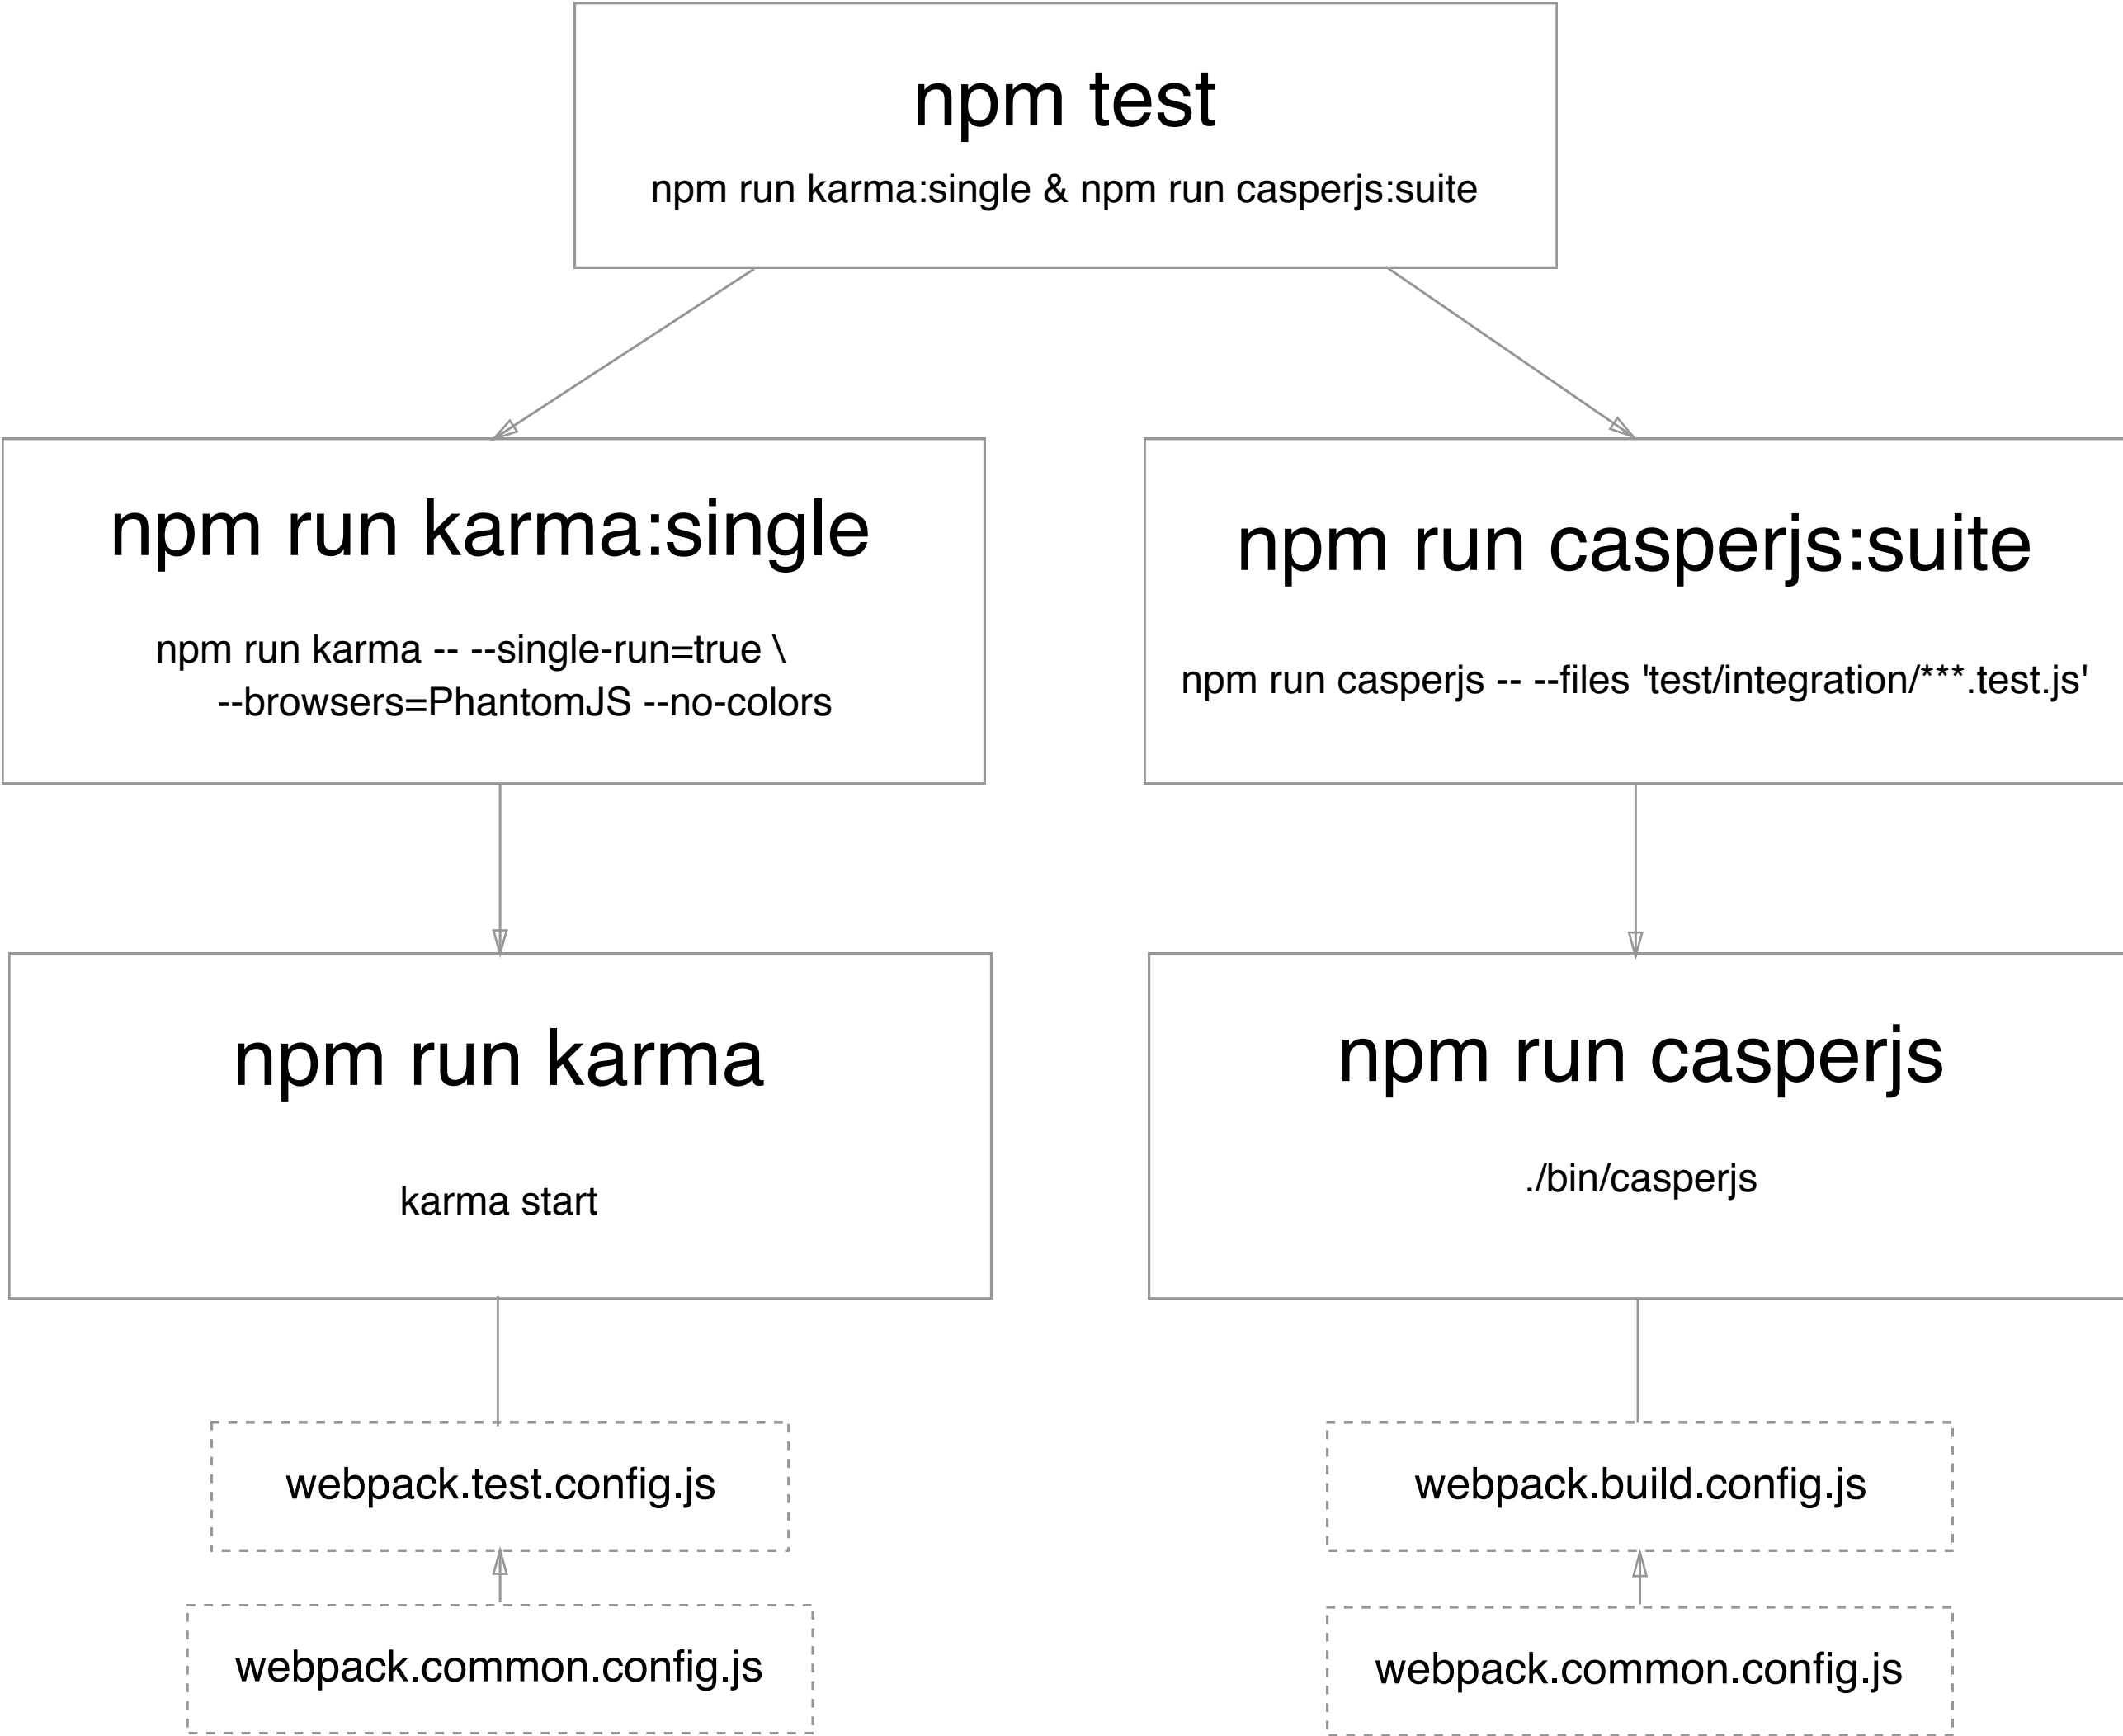 npm test
npm run karma:single & npm run casperjs:suite
npm run karma:single
npm run karma -- --single-run=true \
--browsers=PhantomJS --no-colors
npm run casperjs:suite
npm run casperjs -- --files 'test/integration/***.test.js'
npm run karma
karma start
npm run casperjs
./bin/casperjs
webpack.test.config.js
webpack.common.config.js
webpack.build.config.js
webpack.common.config.js